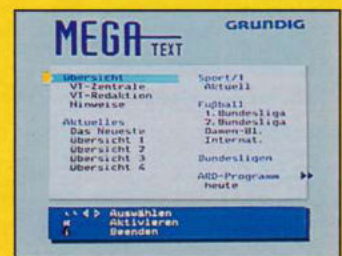 GRUNDIG
MEGA TEXT
Übersicht
VT-Zentrale
VT-Redaktion
Hinweise
Aktuelles
Das Neueste
Übersicht 1
Übersicht 2
Übersicht 3
Übersicht 4
Sport/1
Aktuell
Fußball
1.Bundesliga
2.Bundesliga
Damen-Bl.
Internat.
Bundesligen
ARD-Programm
heute
Auswählen
Aktivieren
Beenden